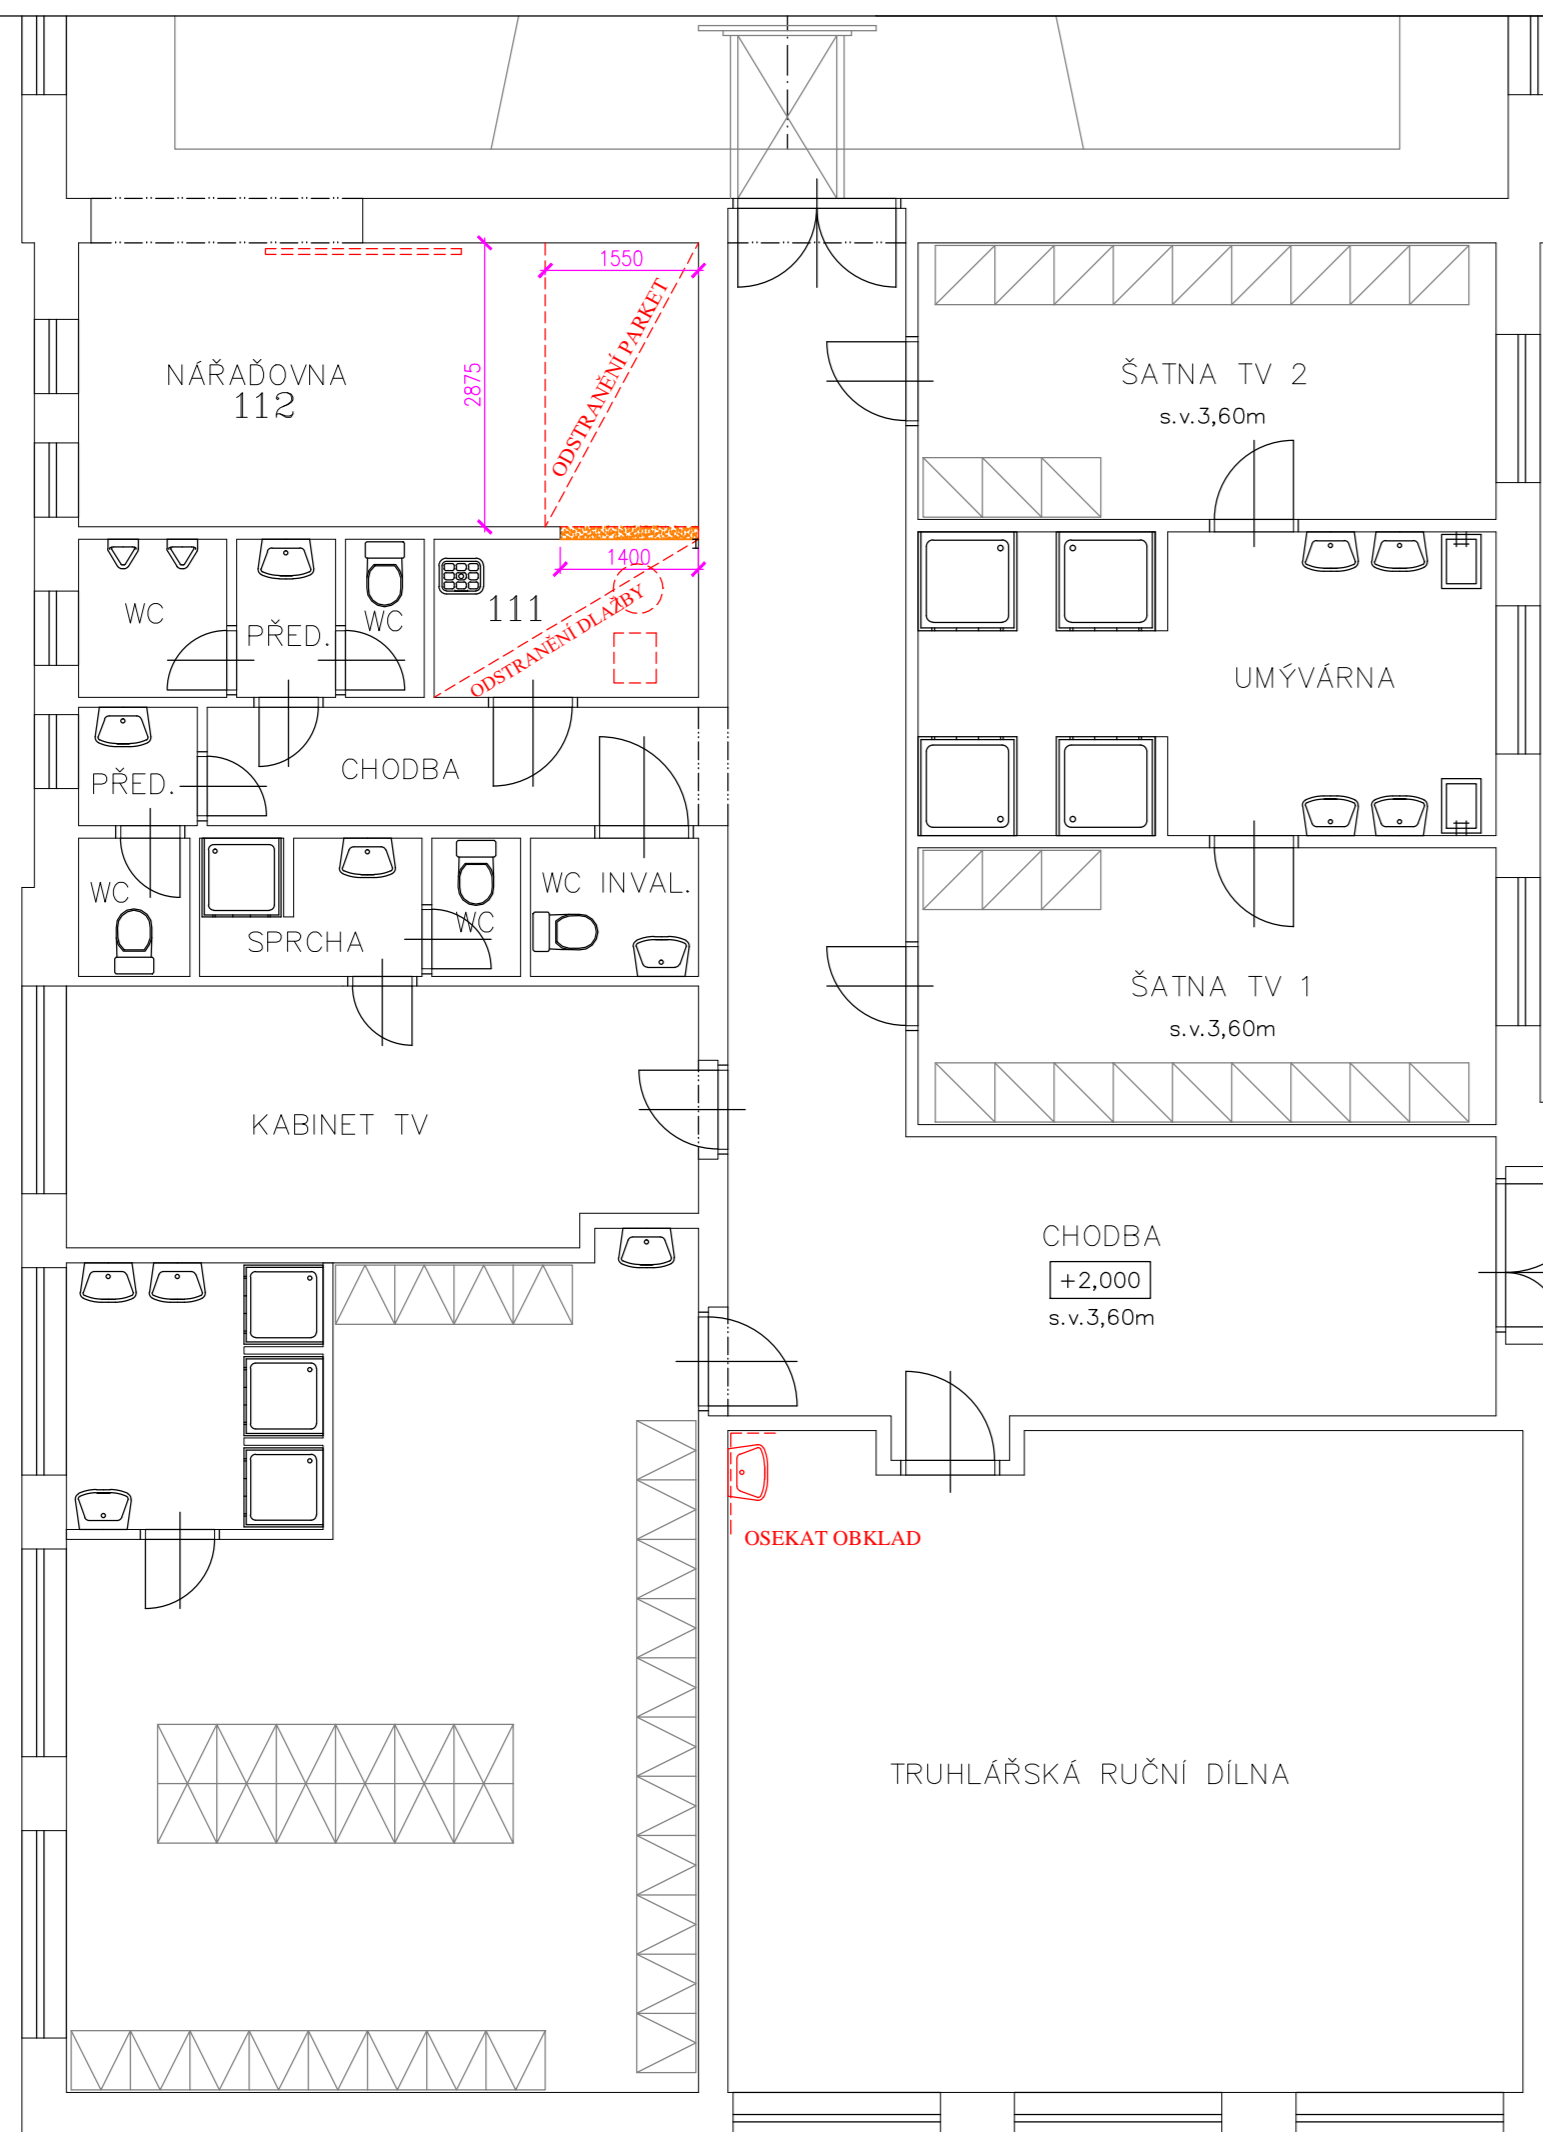 1550
ODSTRANĚNÍ PARKET
2875
NÁŘAĎOVNA
112
ŠATNA TV 2
s.v.3,60m
1400
WC
PŘED.
WC
111
ODSTRANĚNÍ DLAŽBY
UMÝVÁRNA
PŘED.
CHODBA
WC
SPRCHA
WC
WC INVAL.
ŠATNA TV 1
s.v.3,60m
KABINET TV
CHODBA
+2,000
s.v.3,60m
OSEKAT OBKLAD
TRUHLÁŘSKÁ RUČNÍ DÍLNA